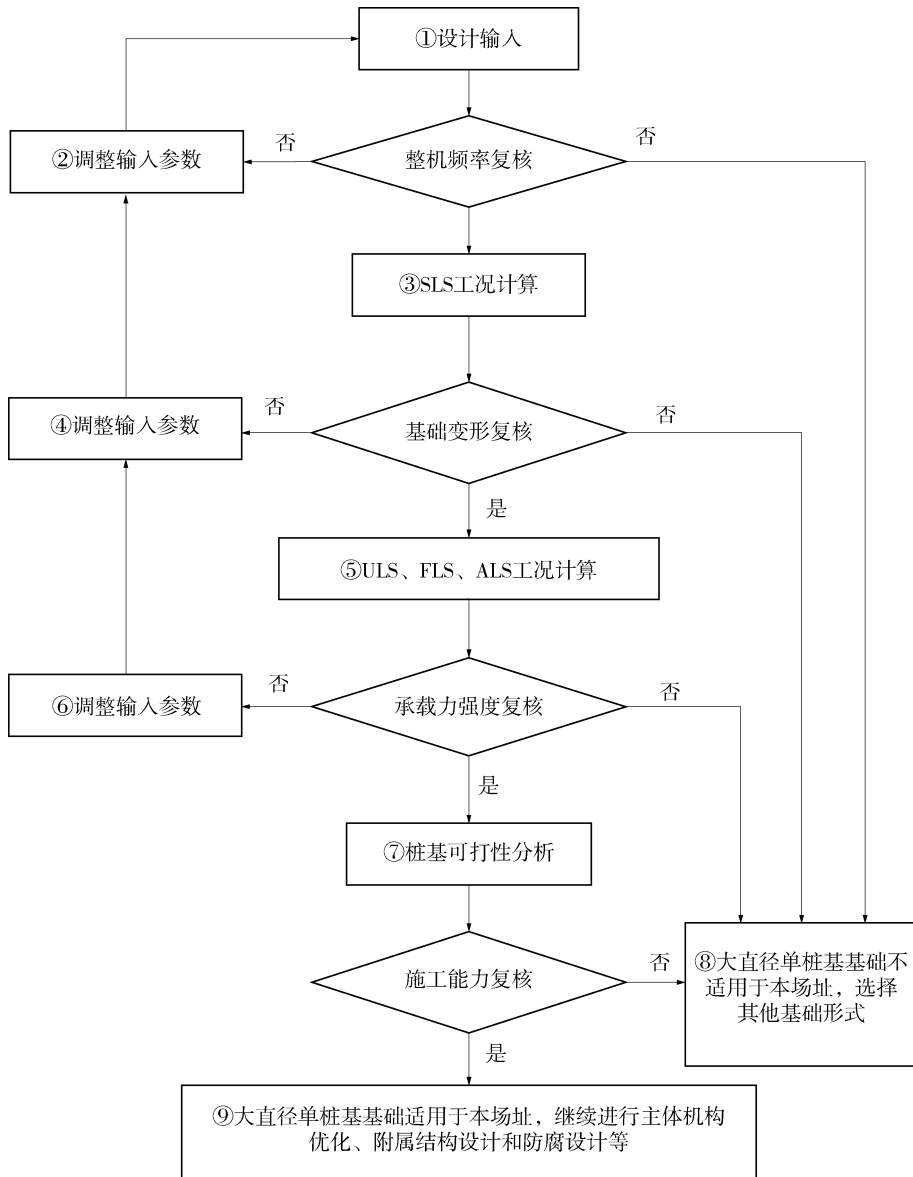 ①设计输入
否
否
②调整输入参数
整机频率复核
③SLS工况计算
否
否
④调整输入参数
基础变形复核
是
⑤ULS、FLS、ALS工况计算
否
否
⑥调整输入参数
承载力强度复核
是
⑦桩基可打性分析
施工能力复核
否
⑧大直径单桩基基础不
适用于本场址，选择
其他基础形式
是
⑨大直径单桩基基础适用于本场址，继续进行主体机构
优化、附属结构设计和防腐设计等